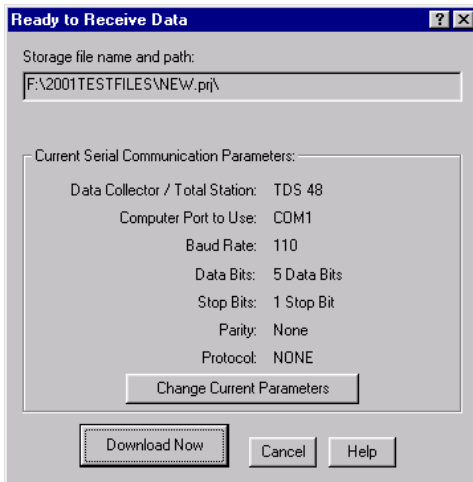 Ready to Receive Data
Storage file name and path:
F:\2001TESTFILES\NEW.prj\
Current Serial Communication Parameters:
Data Collector / Total Station: TDS 48
Computer Port to Use: COM1
Baud Rate: 110
Data Bits: 5 Data Bits
Stop Bits: 1 Stop Bit
Parity: None
Protocol: NONE
Change Current Parameters
Download Now Cancel Help